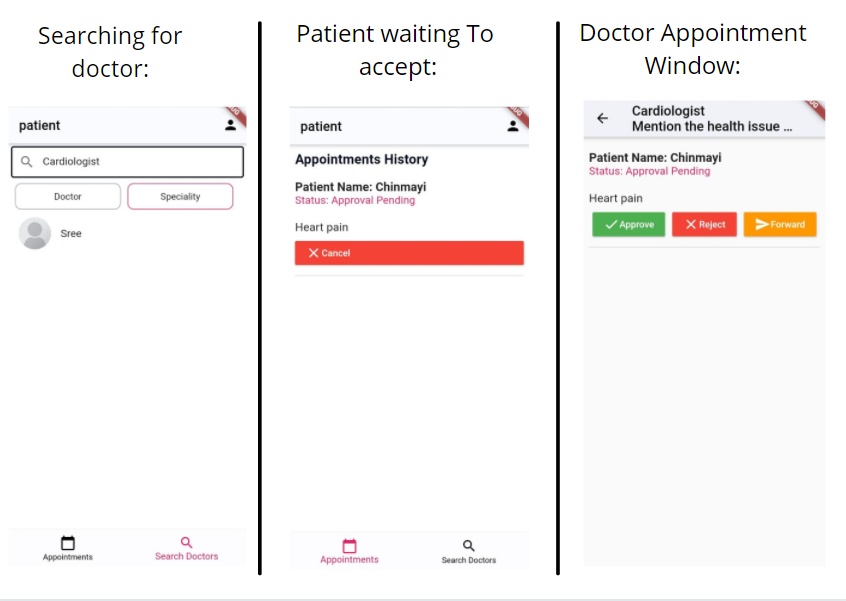 Searching for
doctor:
patient
Cardiologist
Doctor
Speciality
Sree
Appointments
Search Doctors
Patient waiting To
accept:
patient
Appointments History
Patient Name: Chinmayi
Status: Approval Pending
Heart pain
Cancel
Appointments
Search Doctors
Doctor Appointment
Window:
Cardiologist
Mention the health issue ...
Patient Name: Chinmayi
Status: Approval Pending
Heart pain
Approve
Reject
Forward